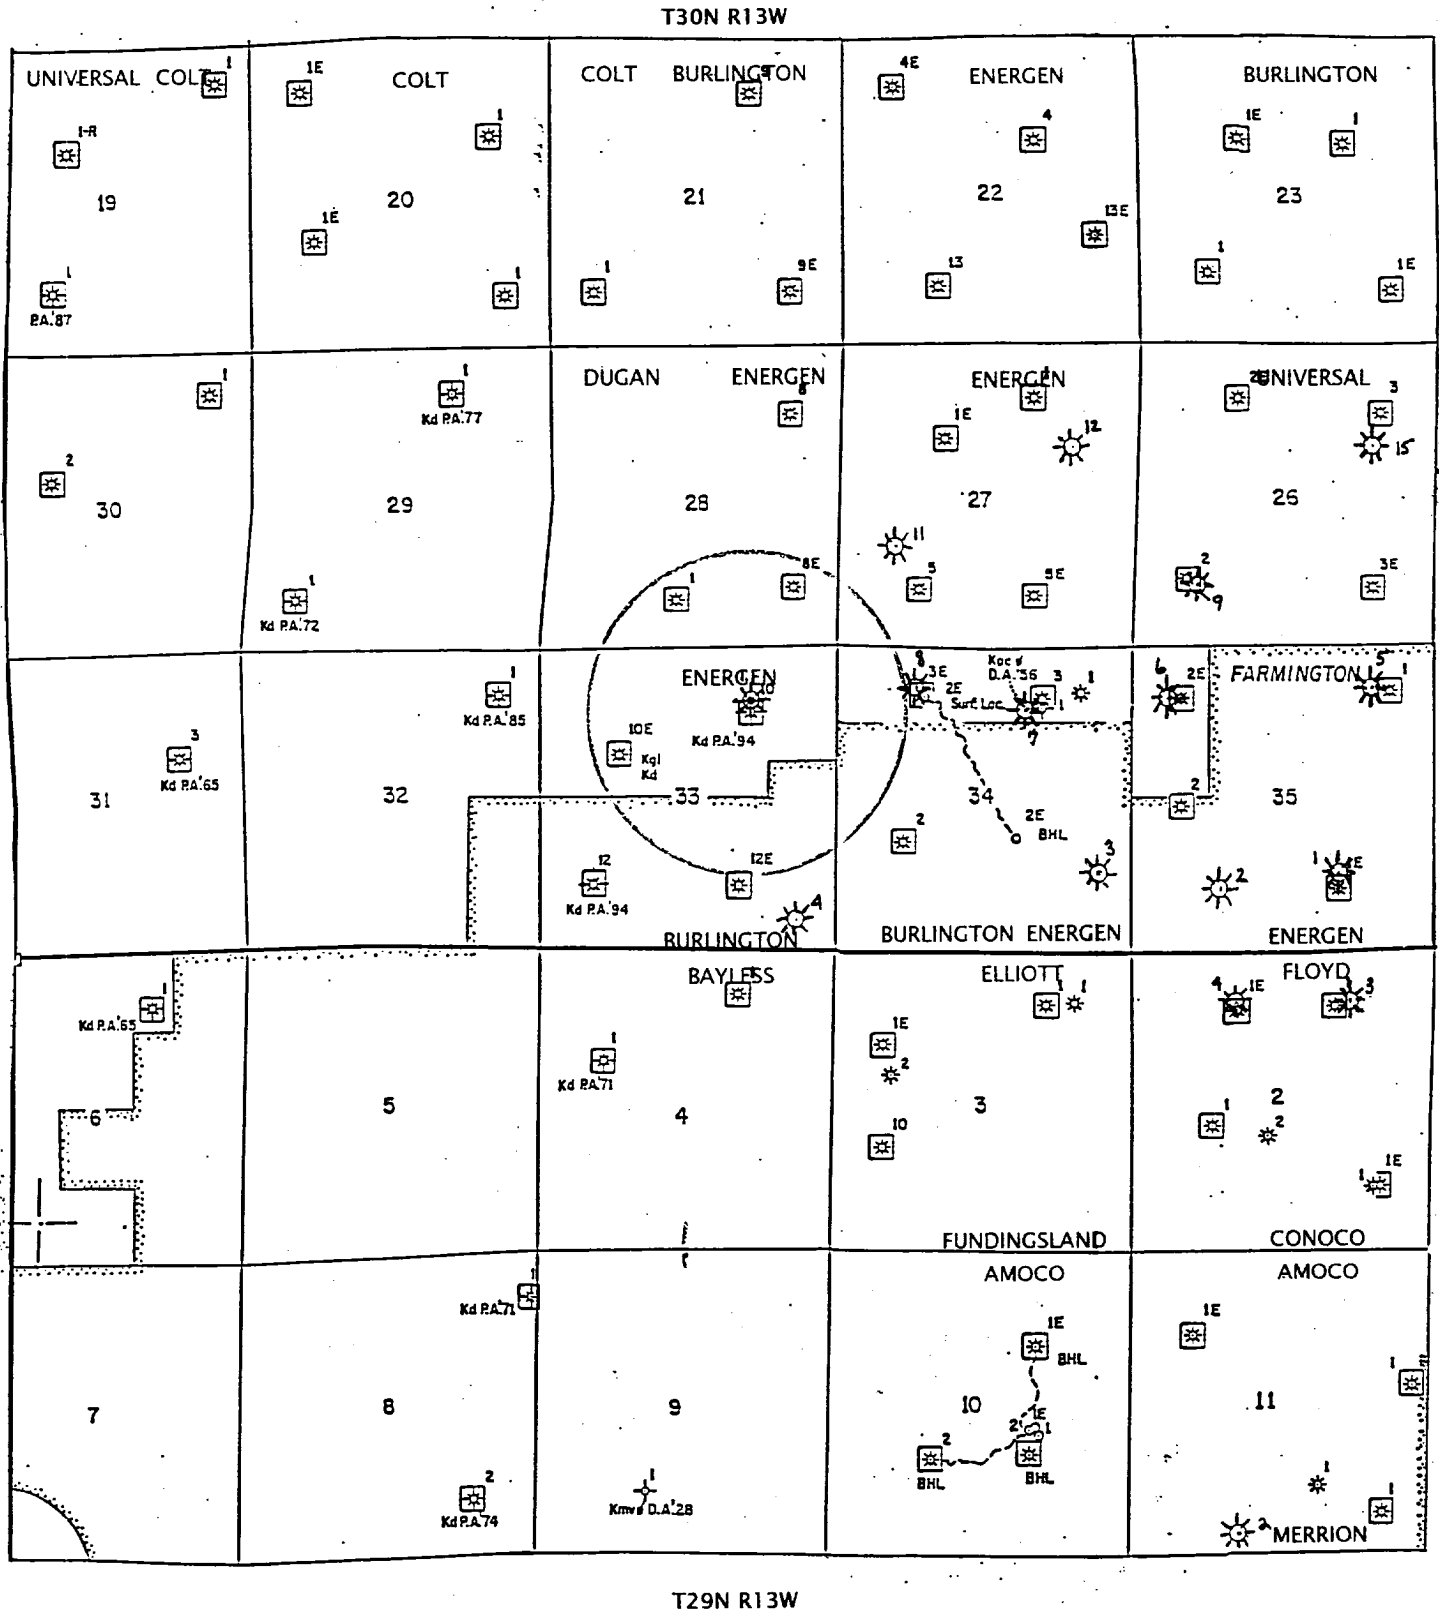 T30N R13W
UNIVERSAL COLT 1
1E COLT
COLT BURLINGTON
4E ENERGEN
BURLINGTON
1-R
1
4
1E 1
19
20
21
22
23
1E
13E
1
P.A.'87
1
1
9E
13
1
1E
DUGAN ENERGEN
ENERGEN
UNIVERSAL
1
1
Kd P.A.'77
8
1E
12
3
15
2
30
29
28
27
26
11
1
Kd P.A.'72
1
8E
5
5E
2
9
3E
ENERGEN
10
Kd P.A.'94
8
3E
2E
Surf. Loc.
D.A.'36
3
1
1
7
6
2E
FARMINGTON
5
1
1
Kd P.A.'85
3
Kd P.A.'65
10E
Kgl
Kd
31
32
33
34
35
2
2E
BHL
2
3
12
Kd P.A.'94
12E
4
2
1
BURLINGTON
BURLINGTON ENERGEN
ENERGEN
BAYLESS
ELLIOTT
FLOYD
1
Kd P.A.'65
1
1
4
1E
3
1
Kd P.A.'71
1E
2
6
5
4
3
2
10
1
2
1
1E
FUNDINGSLAND
CONOCO
AMOCO
AMOCO
1
Kd P.A.'71
1E
BHL
1E
1
7
8
9
10
11
2
1E
1
2
BHL
BHL
2
Kd P.A.'74
1
Kmv D.A.'28
1
1
2
MERRION
T29N R13W